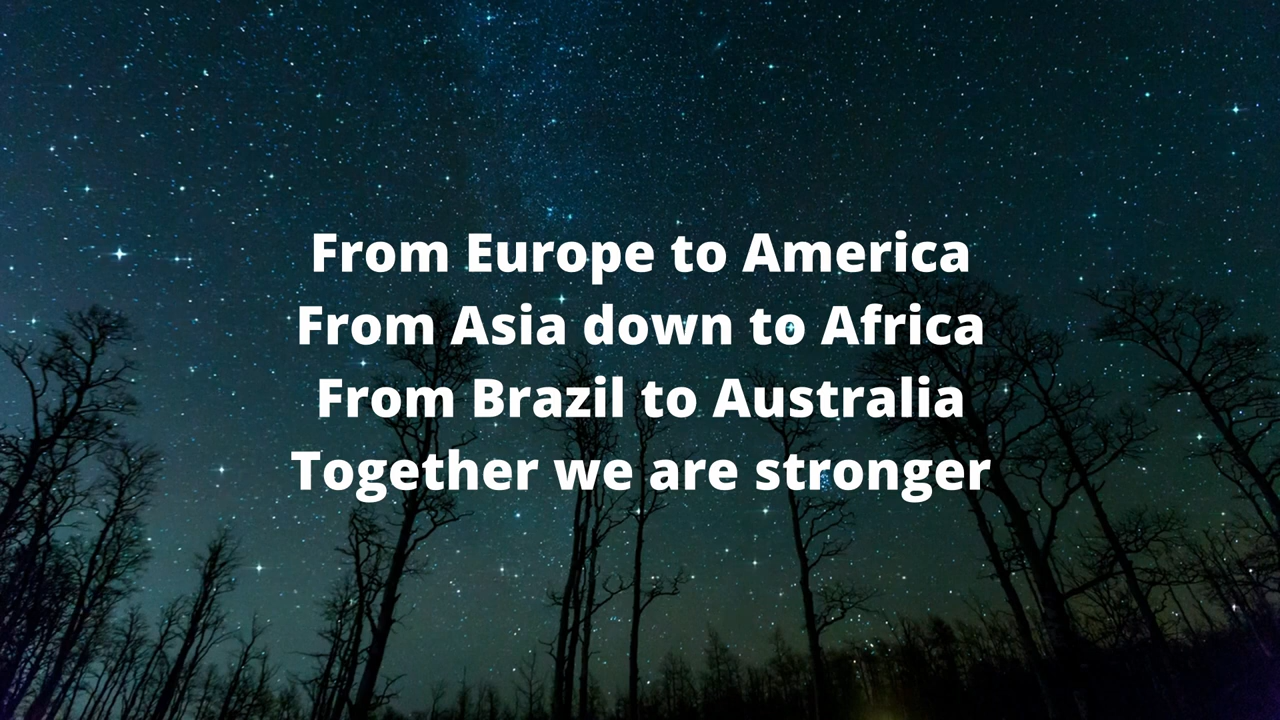 From Europe to America
From Asia down to Africa
From Brazil to Australia
Together we are stronger